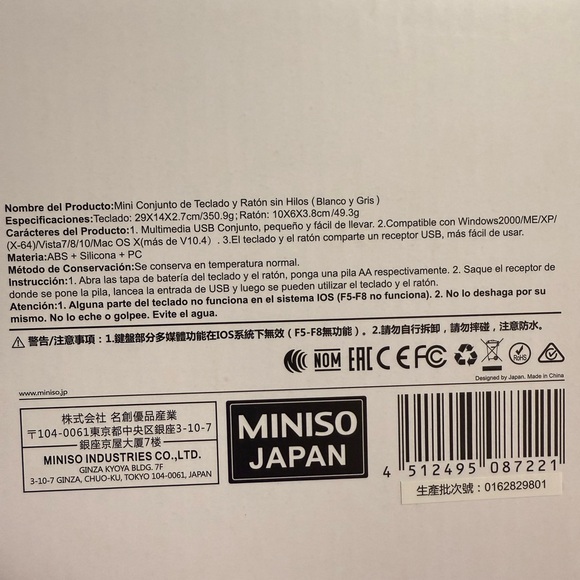 Nombre del Producto:Mini Conjunto de Teclado y Ratón sin Hilos ( Blanco y Gris )
Especificaciones:Teclado: 29X14X2.7cm/350.9g; Ratón: 10X6X3.8cm/49.3g
Carácteres del Producto:1. Multimedia USB Conjunto, pequeño y fácil de llevar. 2.Compatible con Windows2000/ME/XP/
(X-64)/Vista7/8/10/Mac OS X(más de V10.4）. 3.El teclado y el ratón comparte un receptor USB, más fácil de usar.
Materia:ABS + Silicona + PC
Método de Conservación:Se conserva en temperatura normal.
Instrucción:1. Abra las tapa de batería del teclado y el ratón, ponga una pila AA respectivamente. 2. Saque el receptor de
donde se pone la pila, lancea la entrada de USB y luego se pueden utilizar el teclado y el ratón.
Atención:1. Alguna parte del teclado no funciona en el sistema IOS (F5-F8 no funciona). 2. No lo deshaga por su
mismo. No lo eche o golpee. Evite el agua.
警告/注意事項：1.鍵盤部分多媒體功能在IOS系統下無效（F5-F8無功能）。2.請勿自行拆卸，請勿摔碰，注意防水。
NOM EAC CE FC RoHS
Designed by Japan. Made in China
www.miniso.jp
株式会社 名創優品産業
〒104-0061東京都中央区銀座3-10-7
銀座京屋大厦7楼
MINISO INDUSTRIES CO.,LTD.
GINZA KYOYA BLDG. 7F
3-10-7 GINZA, CHUO-KU, TOKYO 104-0061, JAPAN
MINISO
JAPAN
4 512495 087221
生產批次號：0162829801